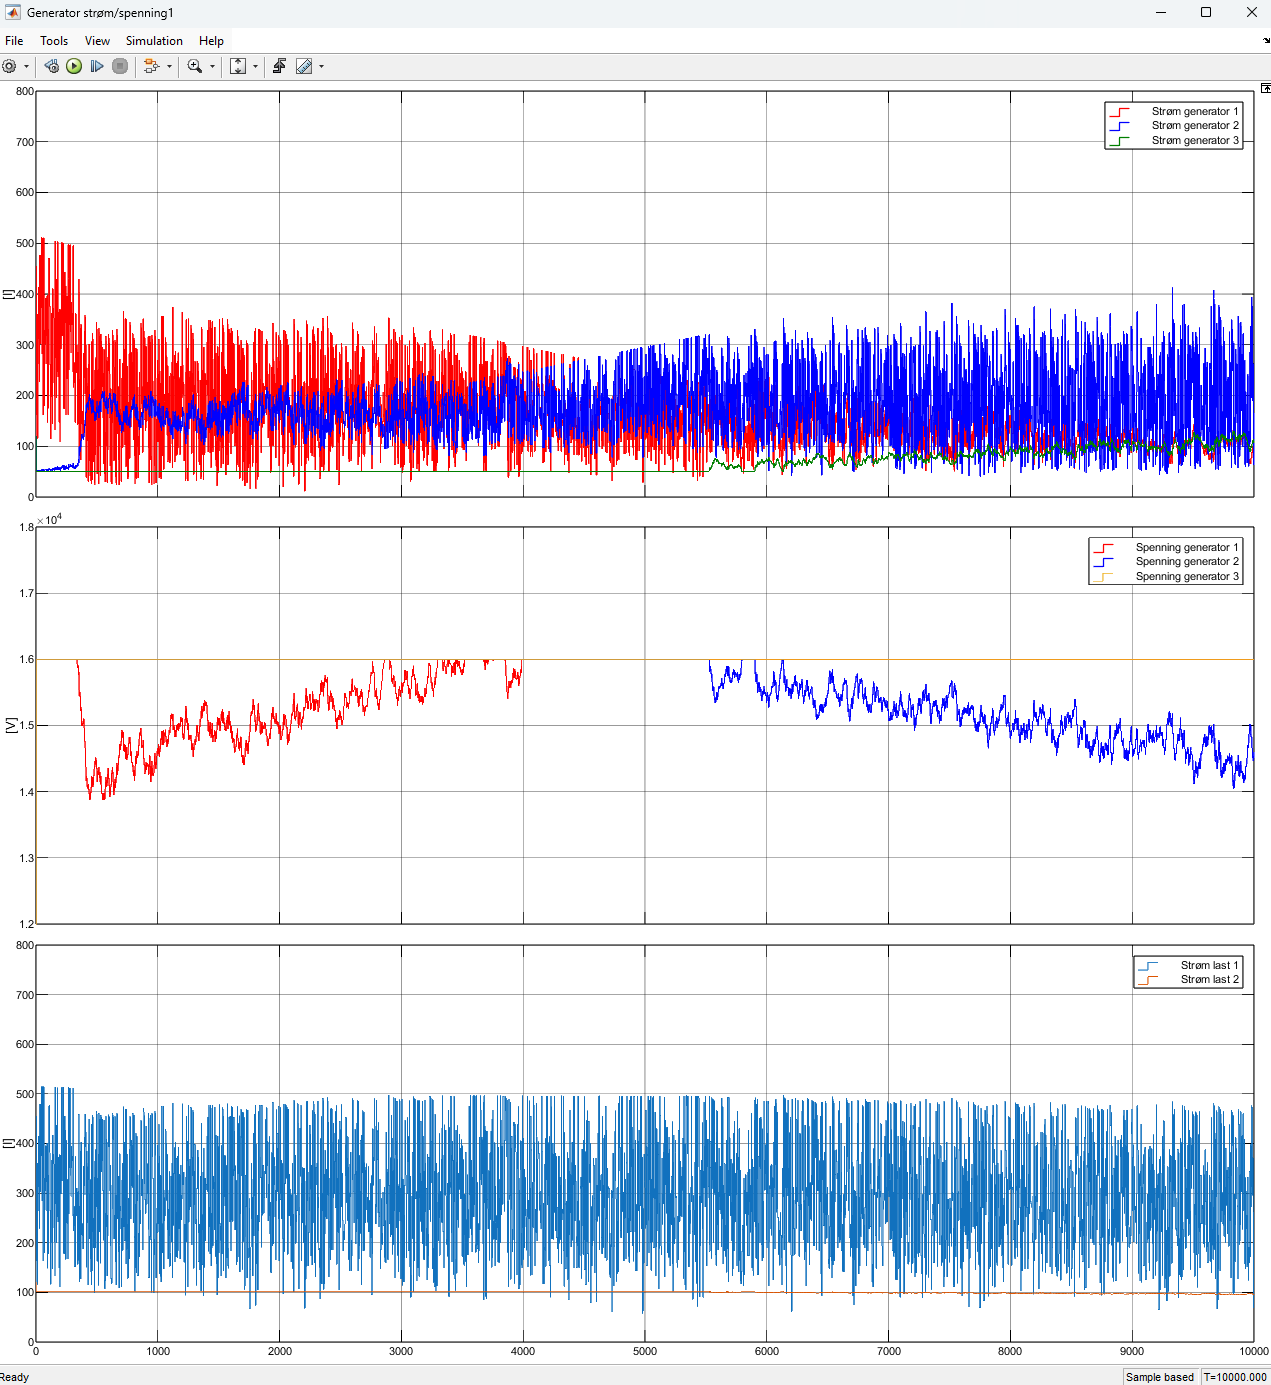 Generator strøm/spenning1
File Tools View Simulation Help
800
700
600
500
400
300
200
100
0
[I]
Strøm generator 1
Strøm generator 2
Strøm generator 3
×10^4
1.8
1.7
1.6
1.5
1.4
1.3
1.2
[V]
Spenning generator 1
Spenning generator 2
Spenning generator 3
800
700
600
500
400
300
200
100
0
[I]
Strøm last 1
Strøm last 2
0 1000 2000 3000 4000 5000 6000 7000 8000 9000 10000
Ready
Sample based T=10000.000